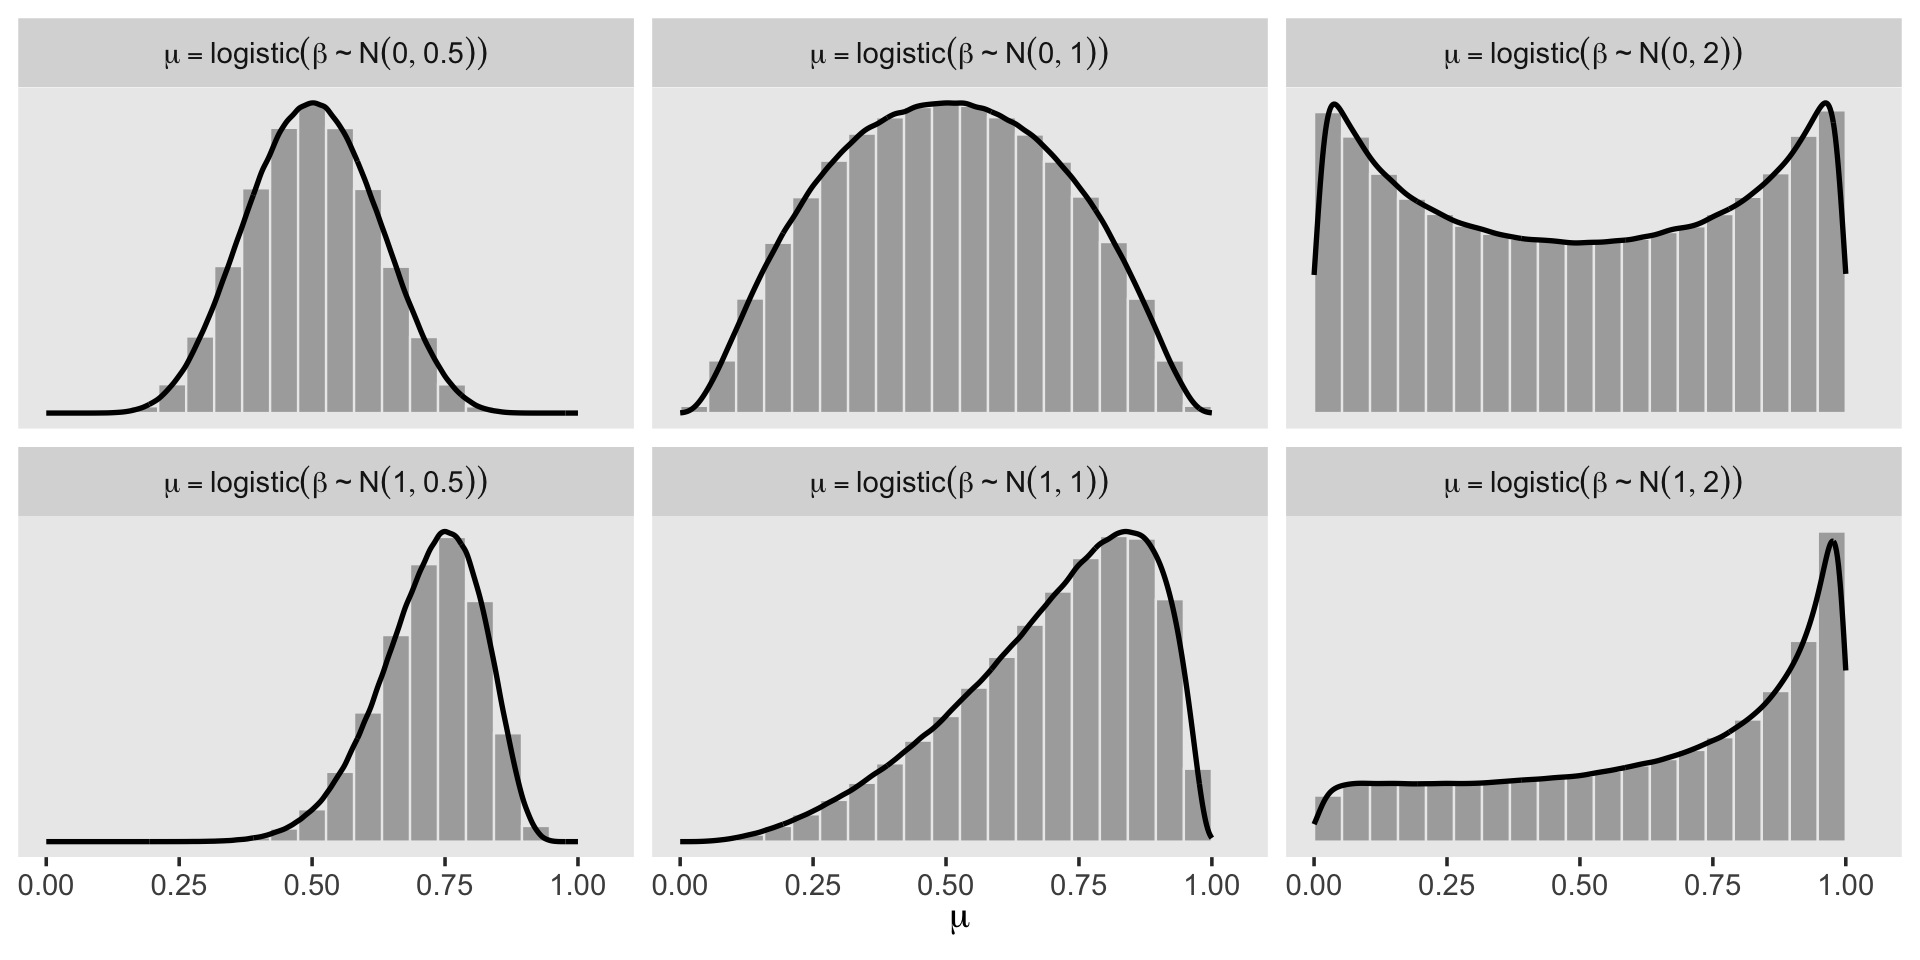 μ = logistic(β ~ N(0, 0.5))
μ = logistic(β ~ N(0, 1))
μ = logistic(β ~ N(0, 2))
μ = logistic(β ~ N(1, 0.5))
μ = logistic(β ~ N(1, 1))
μ = logistic(β ~ N(1, 2))
0.00 0.25 0.50 0.75 1.00
0.00 0.25 0.50 0.75 1.00
0.00 0.25 0.50 0.75 1.00
μ